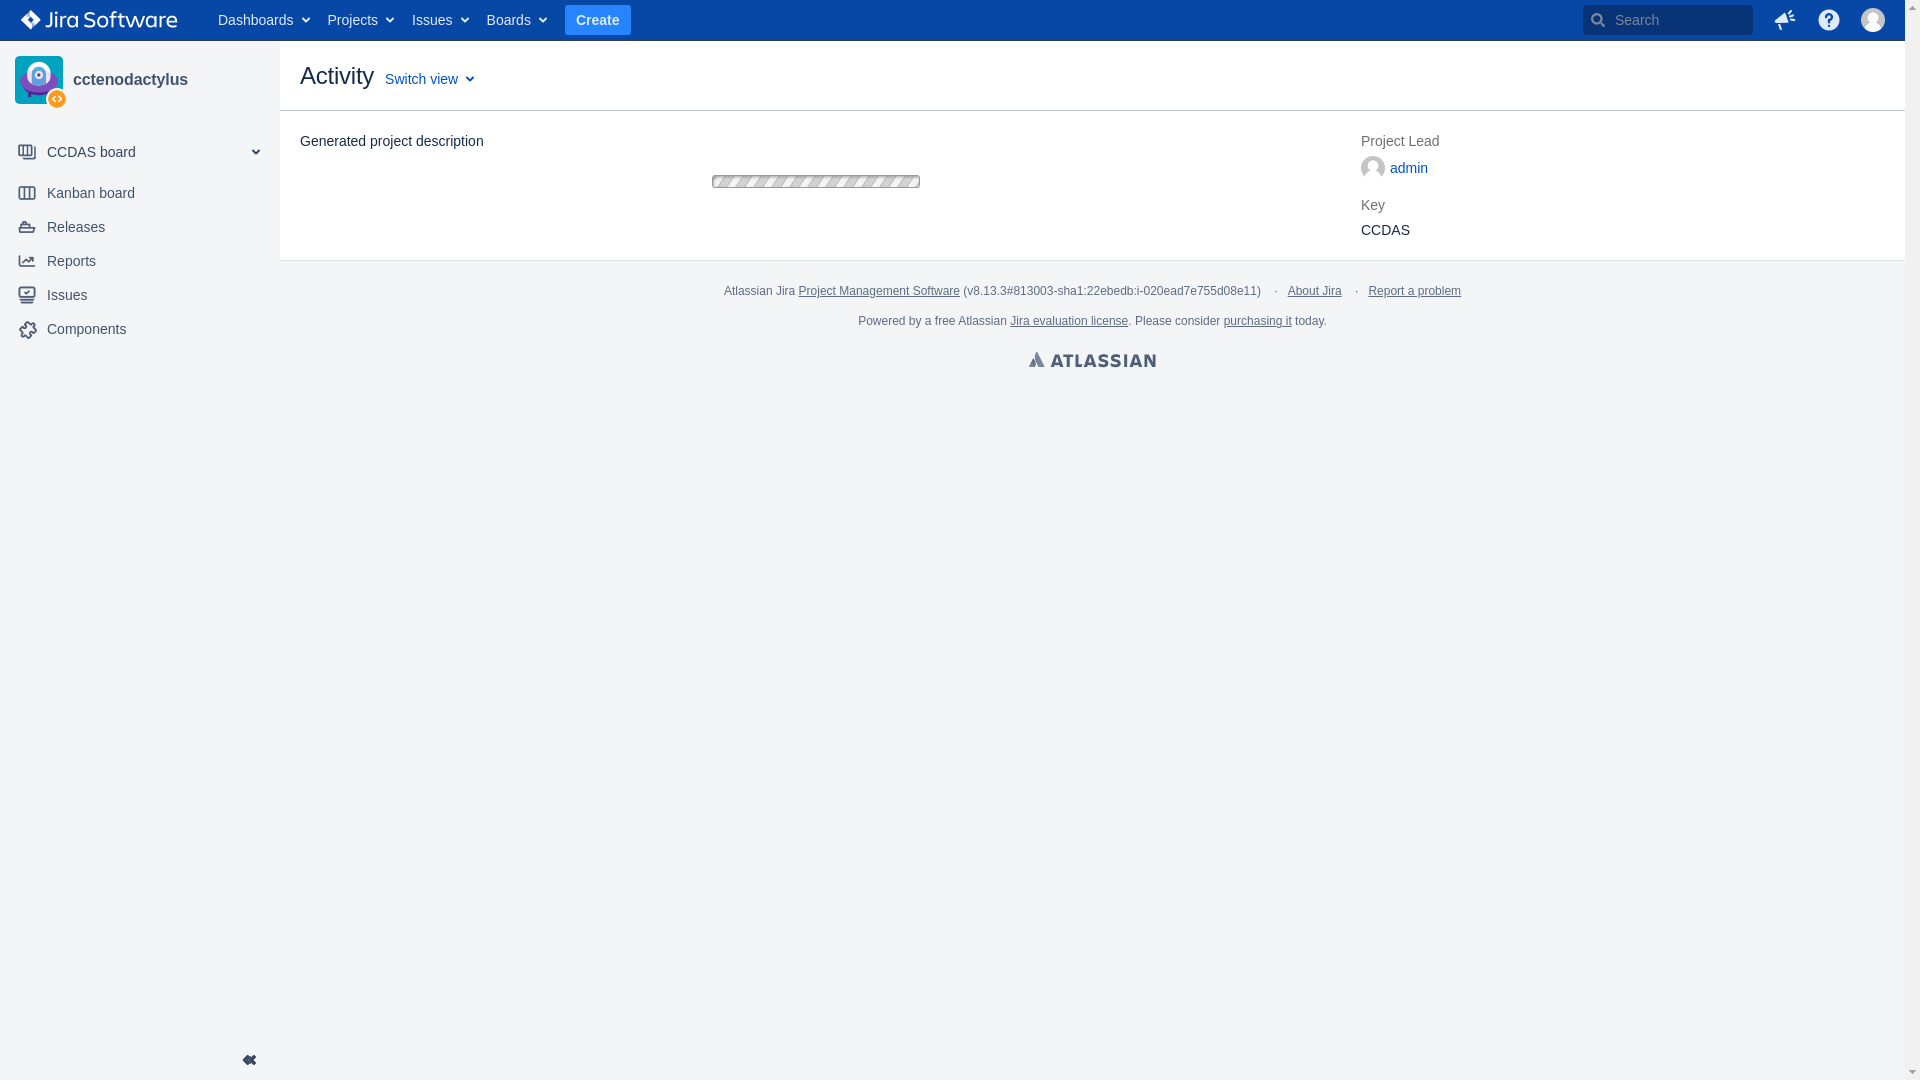 Jira Software
Dashboards
Projects
Issues
Boards
Create
Search
cctenodactylus
CCDAS board
Kanban board
Releases
Reports
Issues
Components
Activity
Switch view
Generated project description
Project Lead
admin
Key
CCDAS
Atlassian Jira Project Management Software (v8.13.3#813003-sha1:22ebedb:i-020ead7e755d08e11) · About Jira · Report a problem
Powered by a free Atlassian Jira evaluation license. Please consider purchasing it today.
ATLASSIAN